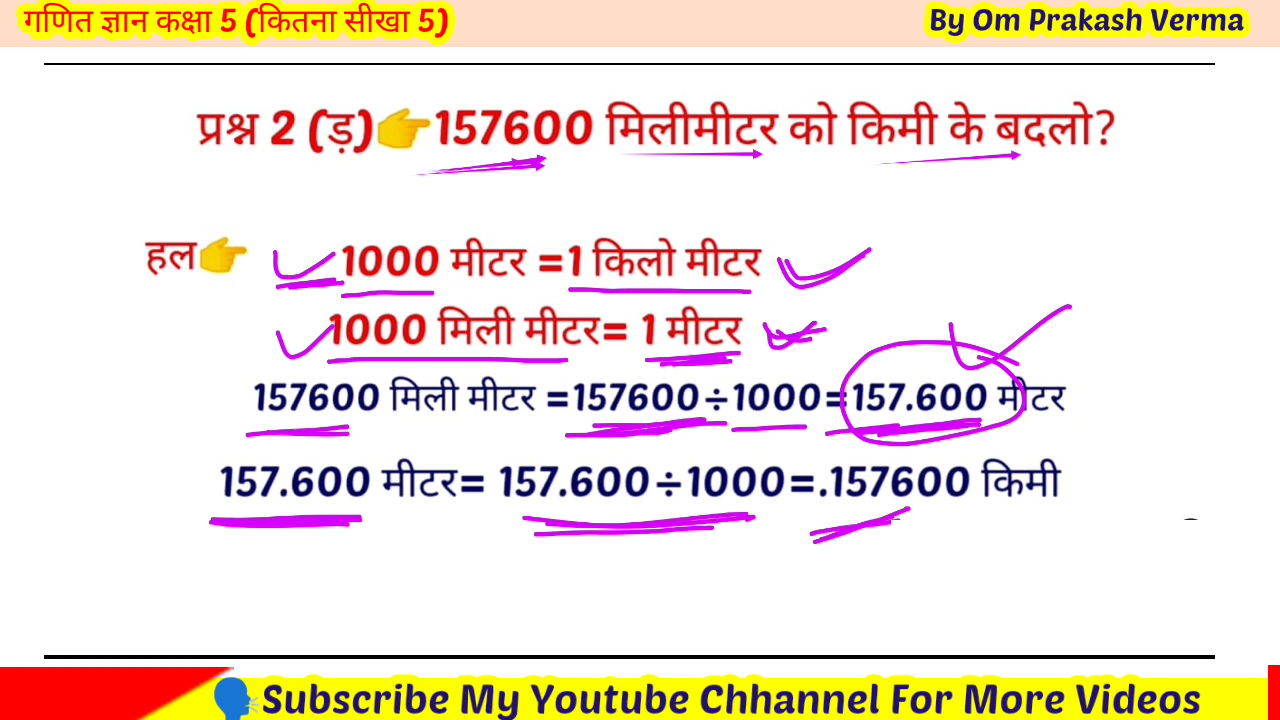 गणित ज्ञान कक्षा 5 (कितना सीखा 5)
By Om Prakash Verma
प्रश्न 2 (ड़)👉157600 मिलीमीटर को किमी के बदलो?
हल👉 1000 मीटर =1 किलो मीटर
1000 मिली मीटर= 1 मीटर
157600 मिली मीटर =157600÷1000=157.600 मीटर
157.600 मीटर= 157.600÷1000=.157600 किमी
Subscribe My Youtube Chhannel For More Videos